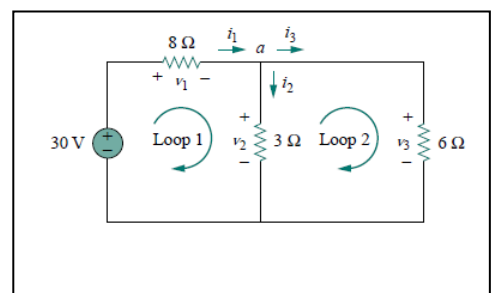 8 Ω i₁ a i₃
+ v₁ − i₂
30 V + − Loop 1 + v₂ − 3 Ω Loop 2 + v₃ − 6 Ω